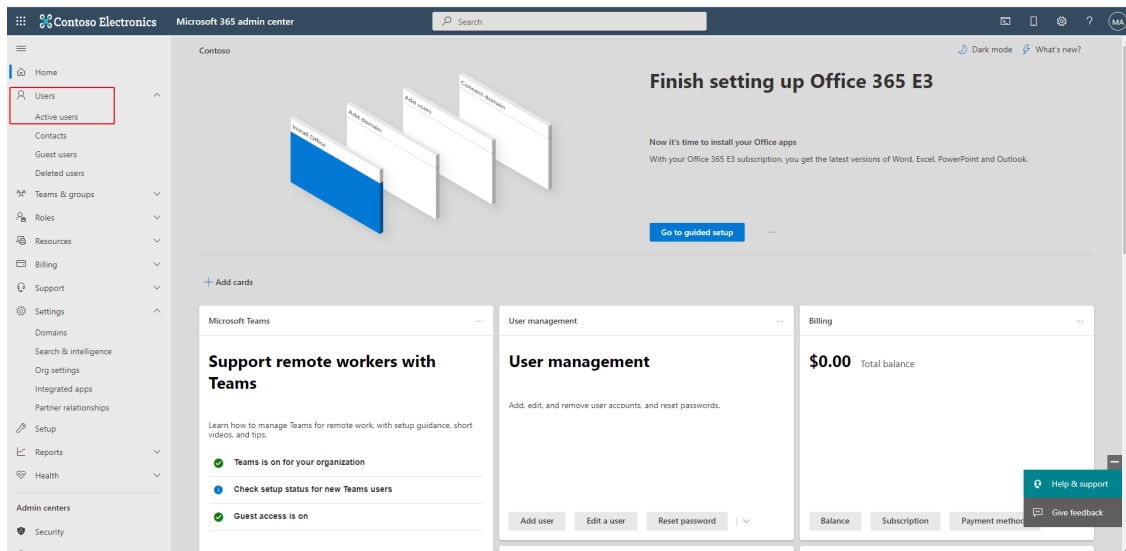 Contoso Electronics
Microsoft 365 admin center
Search
MA
Home
Users
Active users
Contacts
Guest users
Deleted users
Teams & groups
Roles
Resources
Billing
Support
Settings
Domains
Search & intelligence
Org settings
Integrated apps
Partner relationships
Setup
Reports
Health
Admin centers
Security
Contoso
Dark mode
What's new?
Install Office
Add domain
Add users
Connect domain
Finish setting up Office 365 E3
Now it's time to install your Office apps
With your Office 365 E3 subscription, you get the latest versions of Word, Excel, PowerPoint and Outlook.
Go to guided setup
Add cards
Microsoft Teams
Support remote workers with
Teams
Learn how to manage Teams for remote work, with setup guidance, short
videos, and tips.
Teams is on for your organization
Check setup status for new Teams users
Guest access is on
User management
User management
Add, edit, and remove user accounts, and reset passwords.
Add user
Edit a user
Reset password
Billing
$0.00 Total balance
Balance
Subscription
Payment method
Help & support
Give feedback